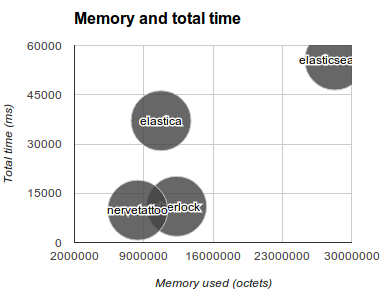 Memory and total time
Total time (ms)
60000
45000
30000
15000
0
elasticsea
elastica
nervetattoo
erlock
2000000
9000000
16000000
23000000
30000000
Memory used (octets)